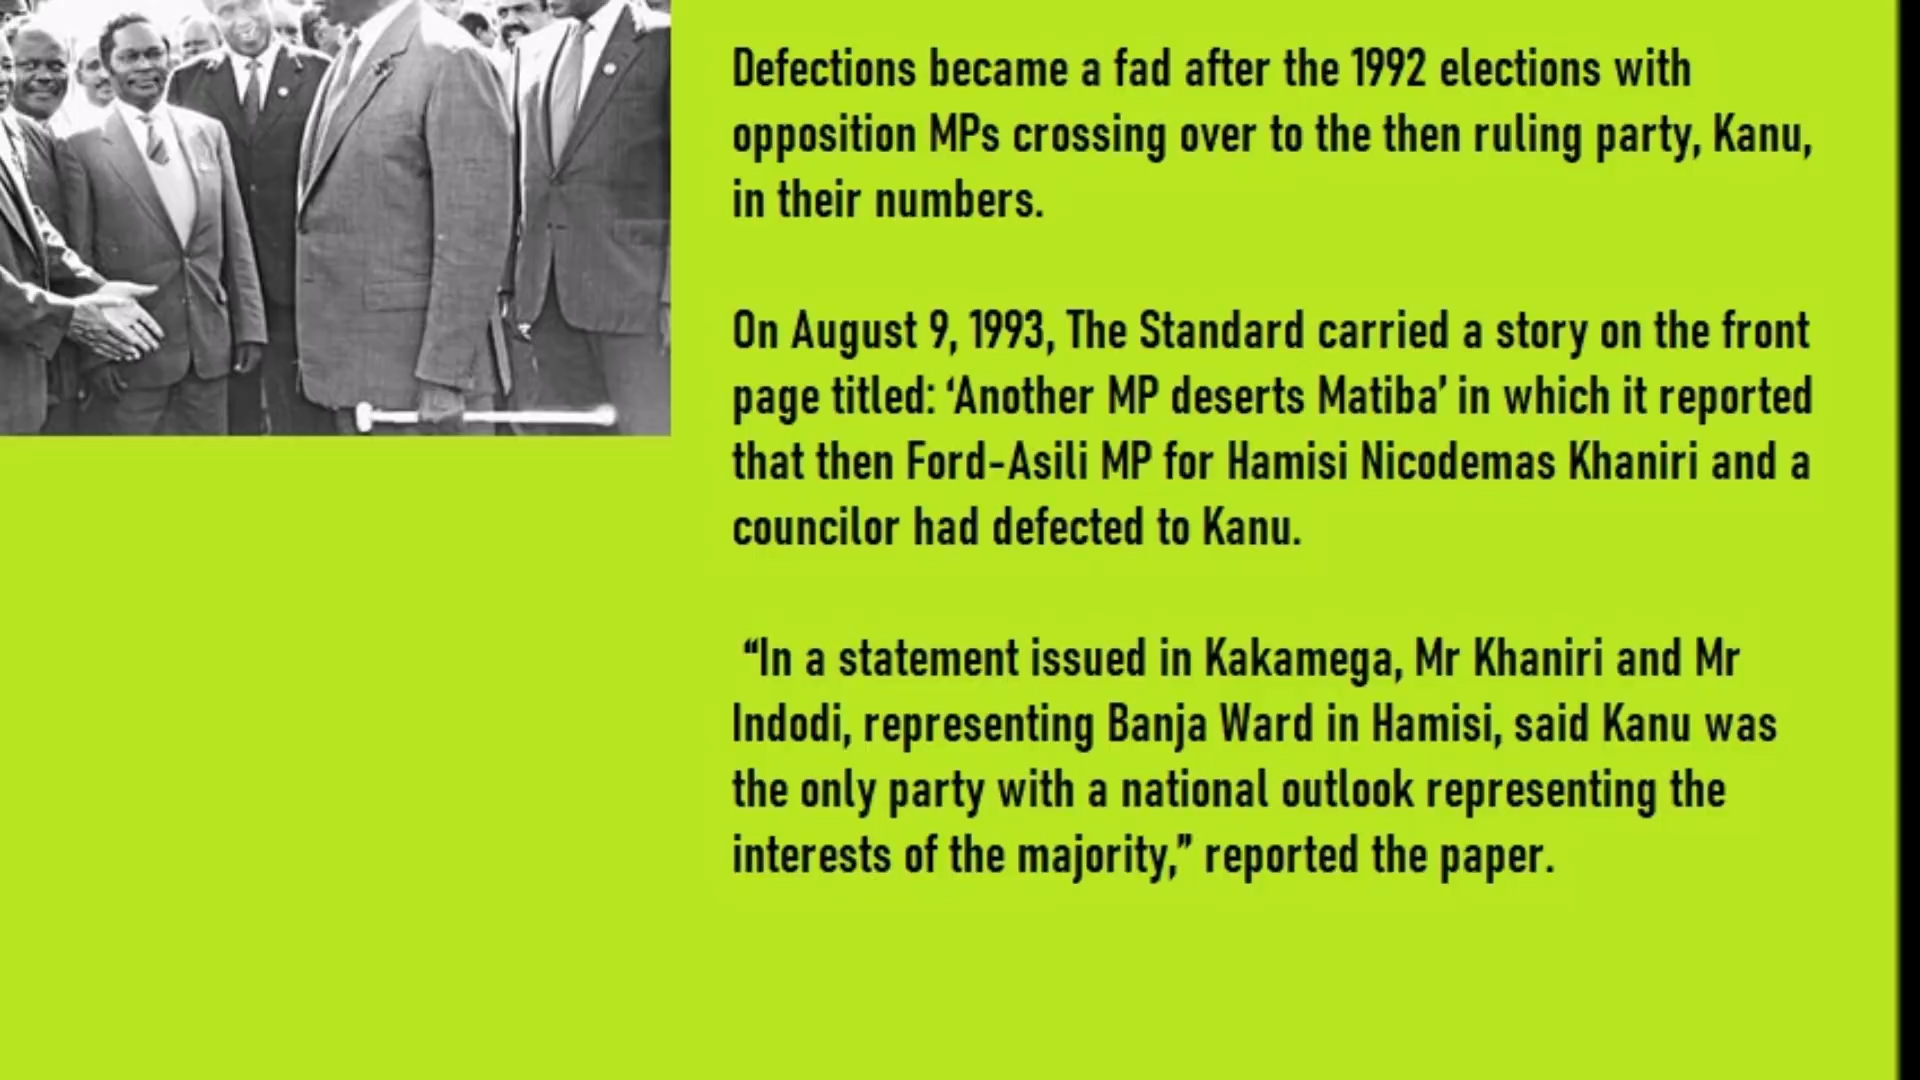 Defections became a fad after the 1992 elections with
opposition MPs crossing over to the then ruling party, Kanu,
in their numbers.
On August 9, 1993, The Standard carried a story on the front
page titled: ‘Another MP deserts Matiba’ in which it reported
that then Ford-Asili MP for Hamisi Nicodemas Khaniri and a
councilor had defected to Kanu.
“In a statement issued in Kakamega, Mr Khaniri and Mr
Indodi, representing Banja Ward in Hamisi, said Kanu was
the only party with a national outlook representing the
interests of the majority,” reported the paper.